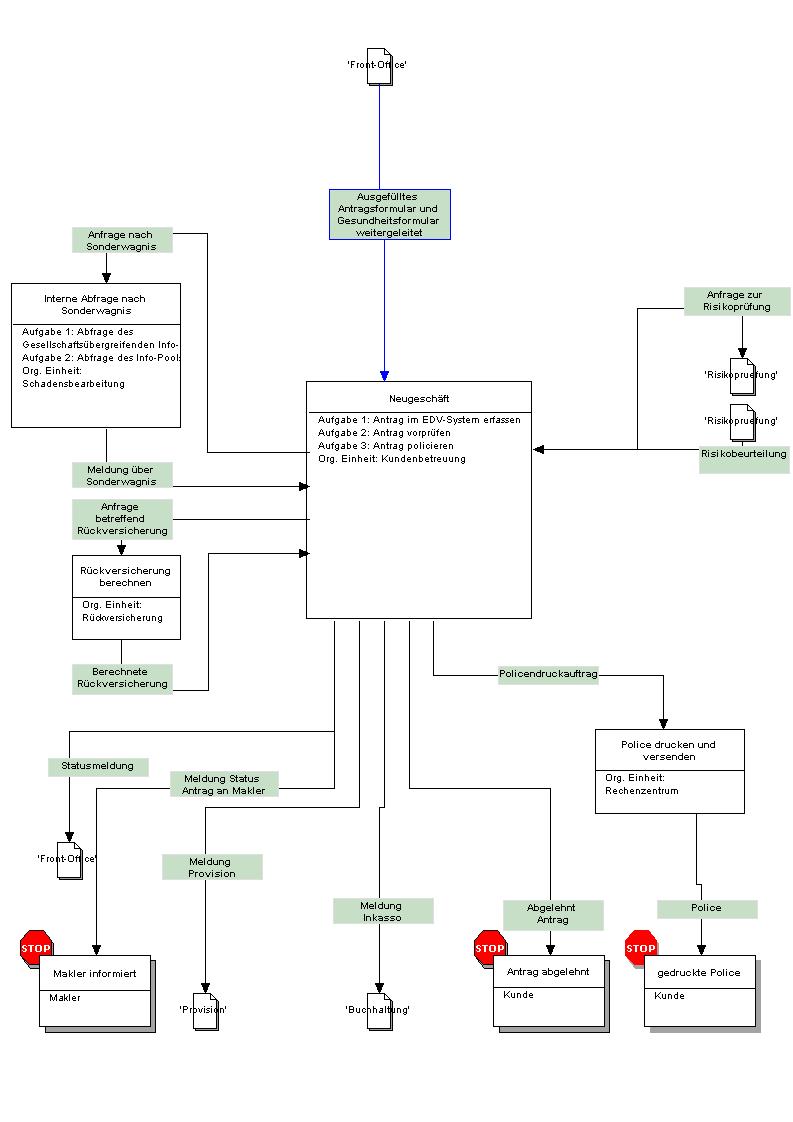 'Front-Office'
Ausgefülltes
Antragsformular und
Gesundheitsformular
weitergeleitet
Anfrage nach
Sonderwagnis
Interne Abfrage nach
Sonderwagnis
Aufgabe 1: Abfrage des
Gesellschaftsübergreifenden Info-
Aufgabe 2: Abfrage des Info-Pools
Org. Einheit:
Schadensbearbeitung
Meldung über
Sonderwagnis
Anfrage
betreffend
Rückversicherung
Rückversicherung
berechnen
Org. Einheit:
Rückversicherung
Berechnete
Rückversicherung
Neugeschäft
Aufgabe 1: Antrag im EDV-System erfassen
Aufgabe 2: Antrag vorprüfen
Aufgabe 3: Antrag policieren
Org. Einheit: Kundenbetreuung
Anfrage zur
Risikoprüfung
'Risikopruefung'
'Risikopruefung'
Risikobeurteilung
Policendruckauftrag
Police drucken und
versenden
Org. Einheit:
Rechenzentrum
Statusmeldung
Meldung Status
Antrag an Makler
'Front-Office'
Meldung
Provision
Meldung
Inkasso
Abgelehnt
Antrag
Police
STOP
Makler informiert
Makler
'Provision'
'Buchhaltung'
STOP
Antrag abgelehnt
Kunde
STOP
gedruckte Police
Kunde